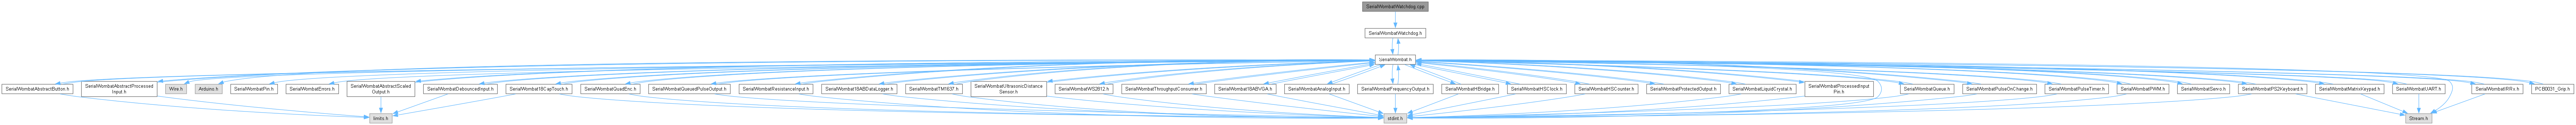 SerialWombatWatchdog.cpp
SerialWombatWatchdog.h
SerialWombat.h
SerialWombatAbstractButton.h
SerialWombatAbstractProcessed
Input.h
Wire.h
Arduino.h
SerialWombatPin.h
SerialWombatErrors.h
SerialWombatAbstractScaled
Output.h
SerialWombatDebouncedInput.h
SerialWombat18CapTouch.h
SerialWombatQuadEnc.h
SerialWombatQueuedPulseOutput.h
SerialWombatResistanceInput.h
SerialWombat18ABDataLogger.h
SerialWombatTM1637.h
SerialWombatUltrasonicDistance
Sensor.h
SerialWombatWS2812.h
SerialWombatThroughputConsumer.h
SerialWombat18ABVGA.h
SerialWombatAnalogInput.h
SerialWombatFrequencyOutput.h
SerialWombatHBridge.h
SerialWombatHSClock.h
SerialWombatHSCounter.h
SerialWombatProtectedOutput.h
SerialWombatLiquidCrystal.h
SerialWombatProcessedInput
Pin.h
SerialWombatQueue.h
SerialWombatPulseOnChange.h
SerialWombatPulseTimer.h
SerialWombatPWM.h
SerialWombatServo.h
SerialWombatPS2Keyboard.h
SerialWombatMatrixKeypad.h
SerialWombatUART.h
PCB0031_Grip.h
limits.h
stdint.h
Stream.h